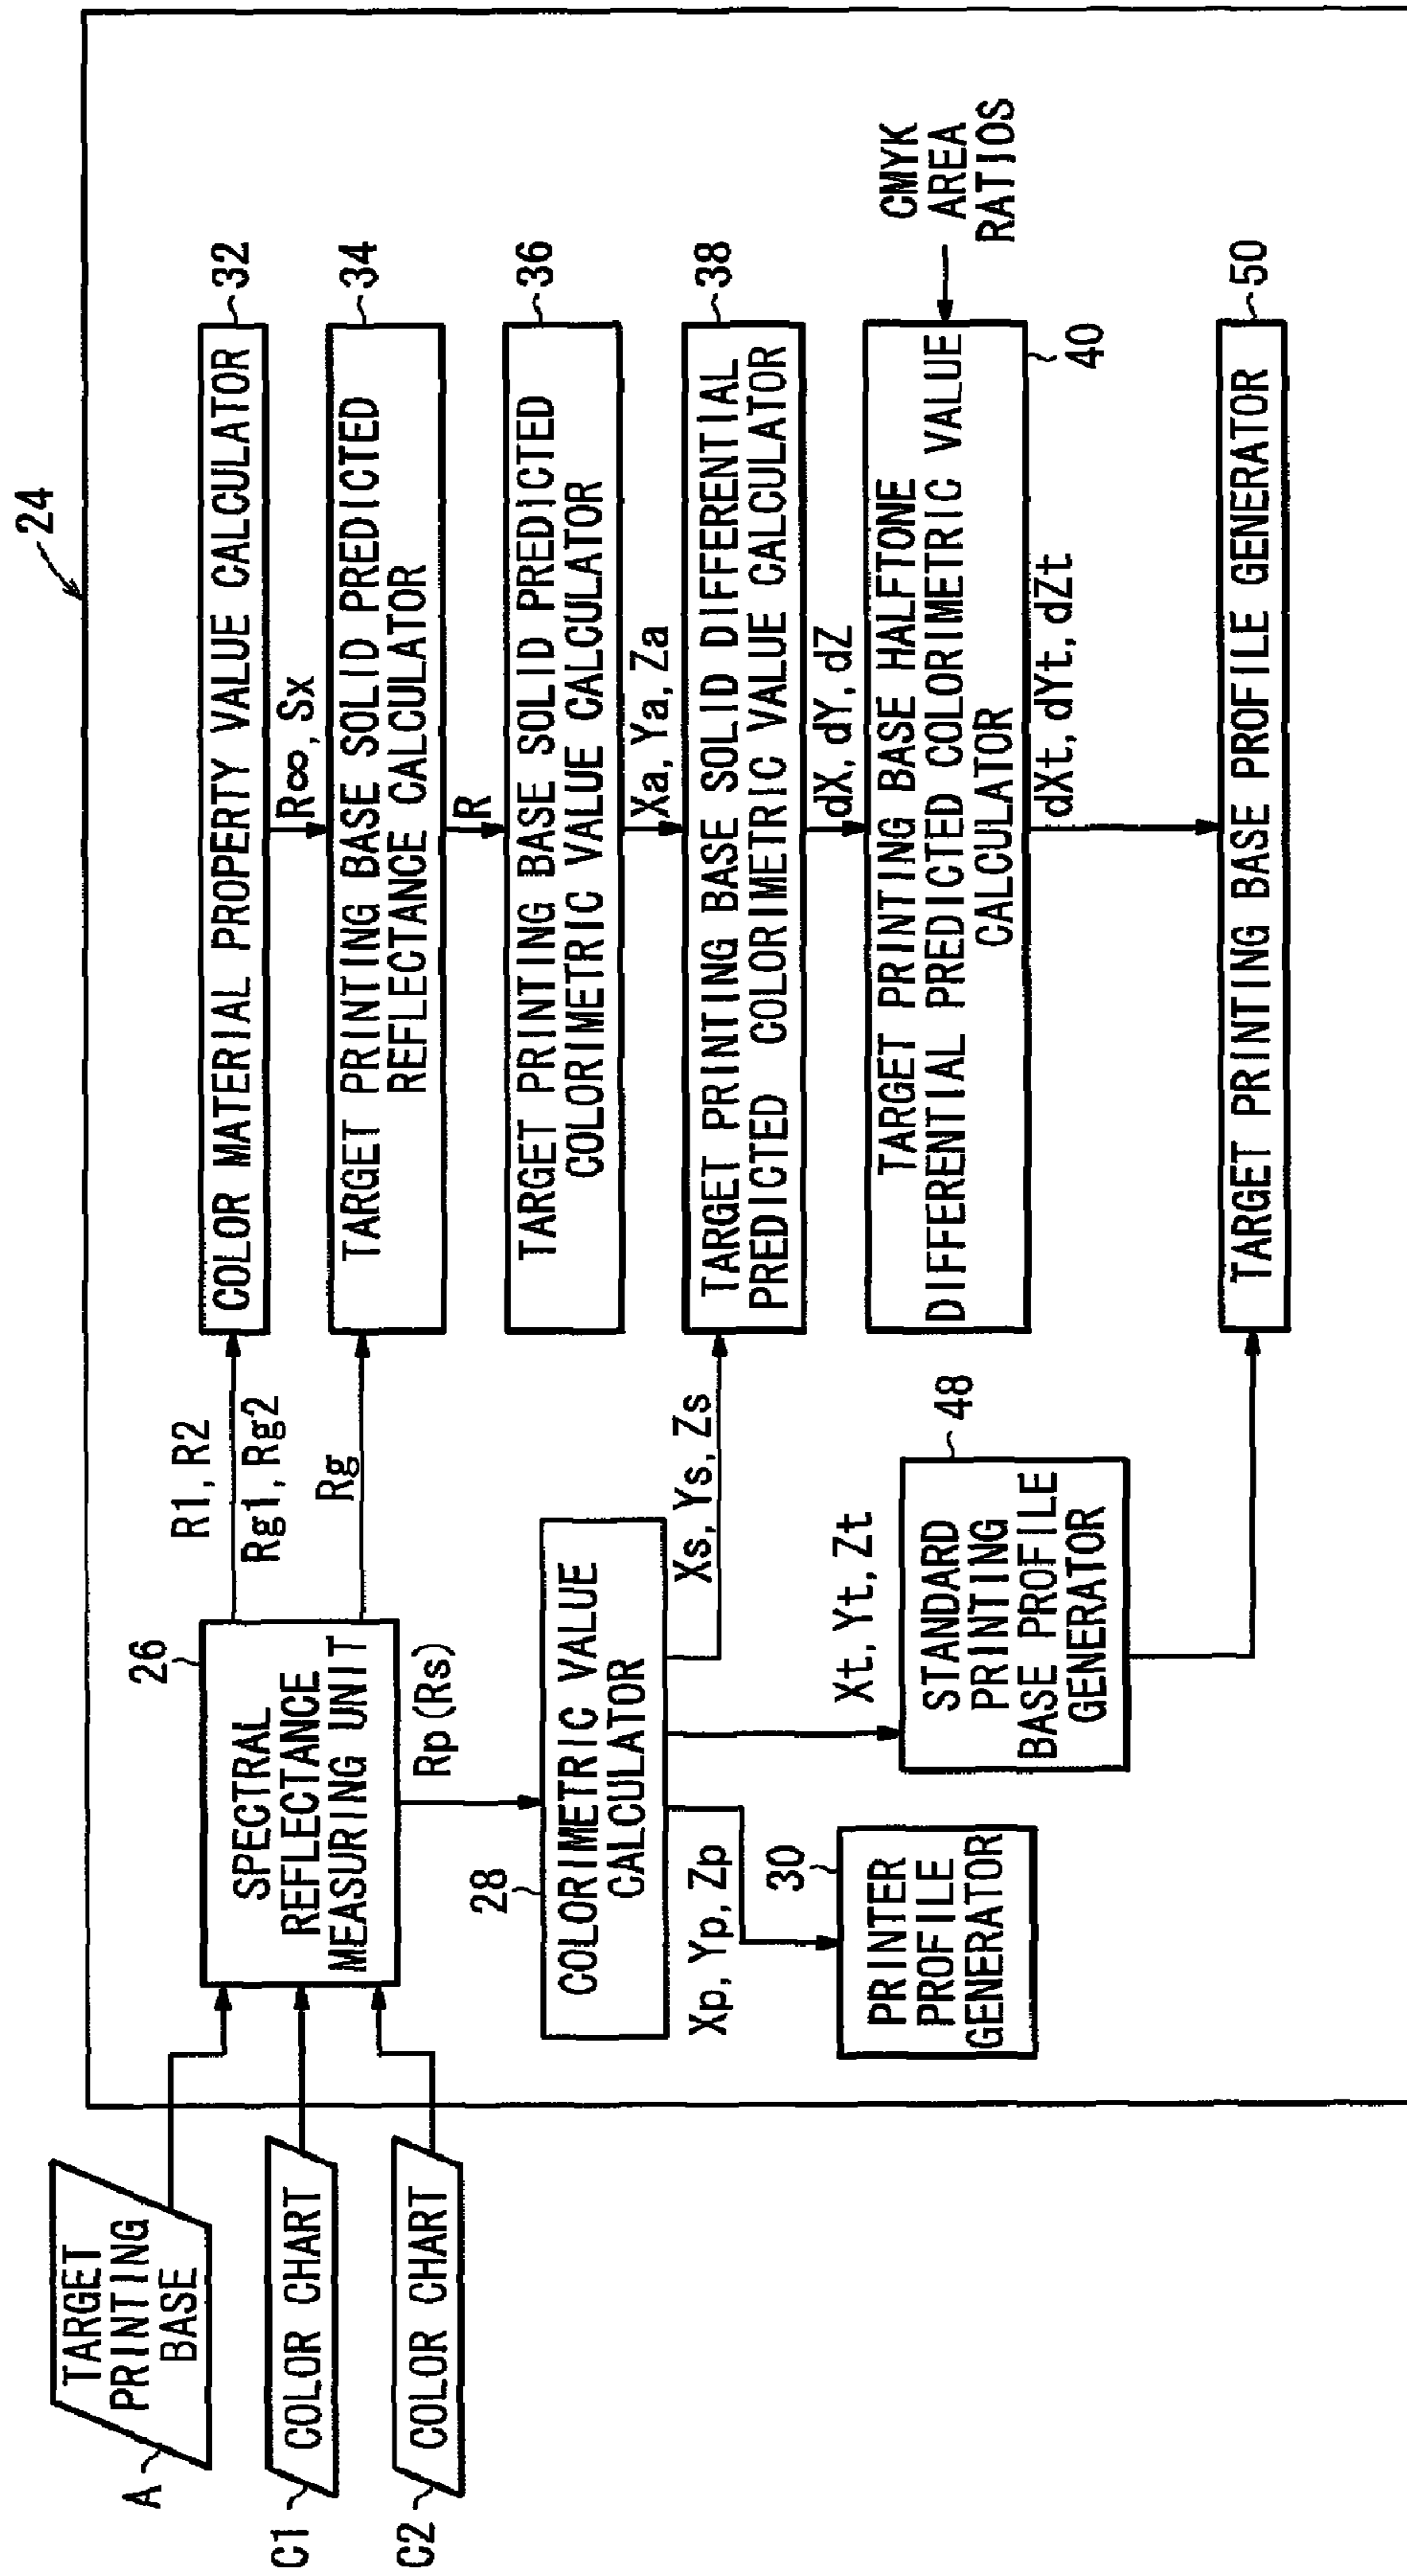 24
TARGET
PRINTING
BASE
A
COLOR CHART
C1
COLOR CHART
C2
26
SPECTRAL
REFLECTANCE
MEASURING UNIT
R1, R2
Rg1, Rg2
Rg
Rp(Rs)
28
COLORIMETRIC VALUE
CALCULATOR
Xp, Yp, Zp
30
PRINTER
PROFILE
GENERATOR
Xs, Ys, Zs
Xt, Yt, Zt
48
STANDARD
PRINTING
BASE PROFILE
GENERATOR
COLOR MATERIAL PROPERTY VALUE CALCULATOR
32
R∞, Sx
TARGET PRINTING BASE SOLID PREDICTED
REFLECTANCE CALCULATOR
34
R
TARGET PRINTING BASE SOLID PREDICTED
COLORIMETRIC VALUE CALCULATOR
36
Xa, Ya, Za
TARGET PRINTING BASE SOLID DIFFERENTIAL
PREDICTED COLORIMETRIC VALUE CALCULATOR
38
dX, dY, dZ
TARGET PRINTING BASE HALFTONE
DIFFERENTIAL PREDICTED COLORIMETRIC VALUE
CALCULATOR
40
CMYK
AREA
RATIOS
dXt, dYt, dZt
TARGET PRINTING BASE PROFILE GENERATOR
50